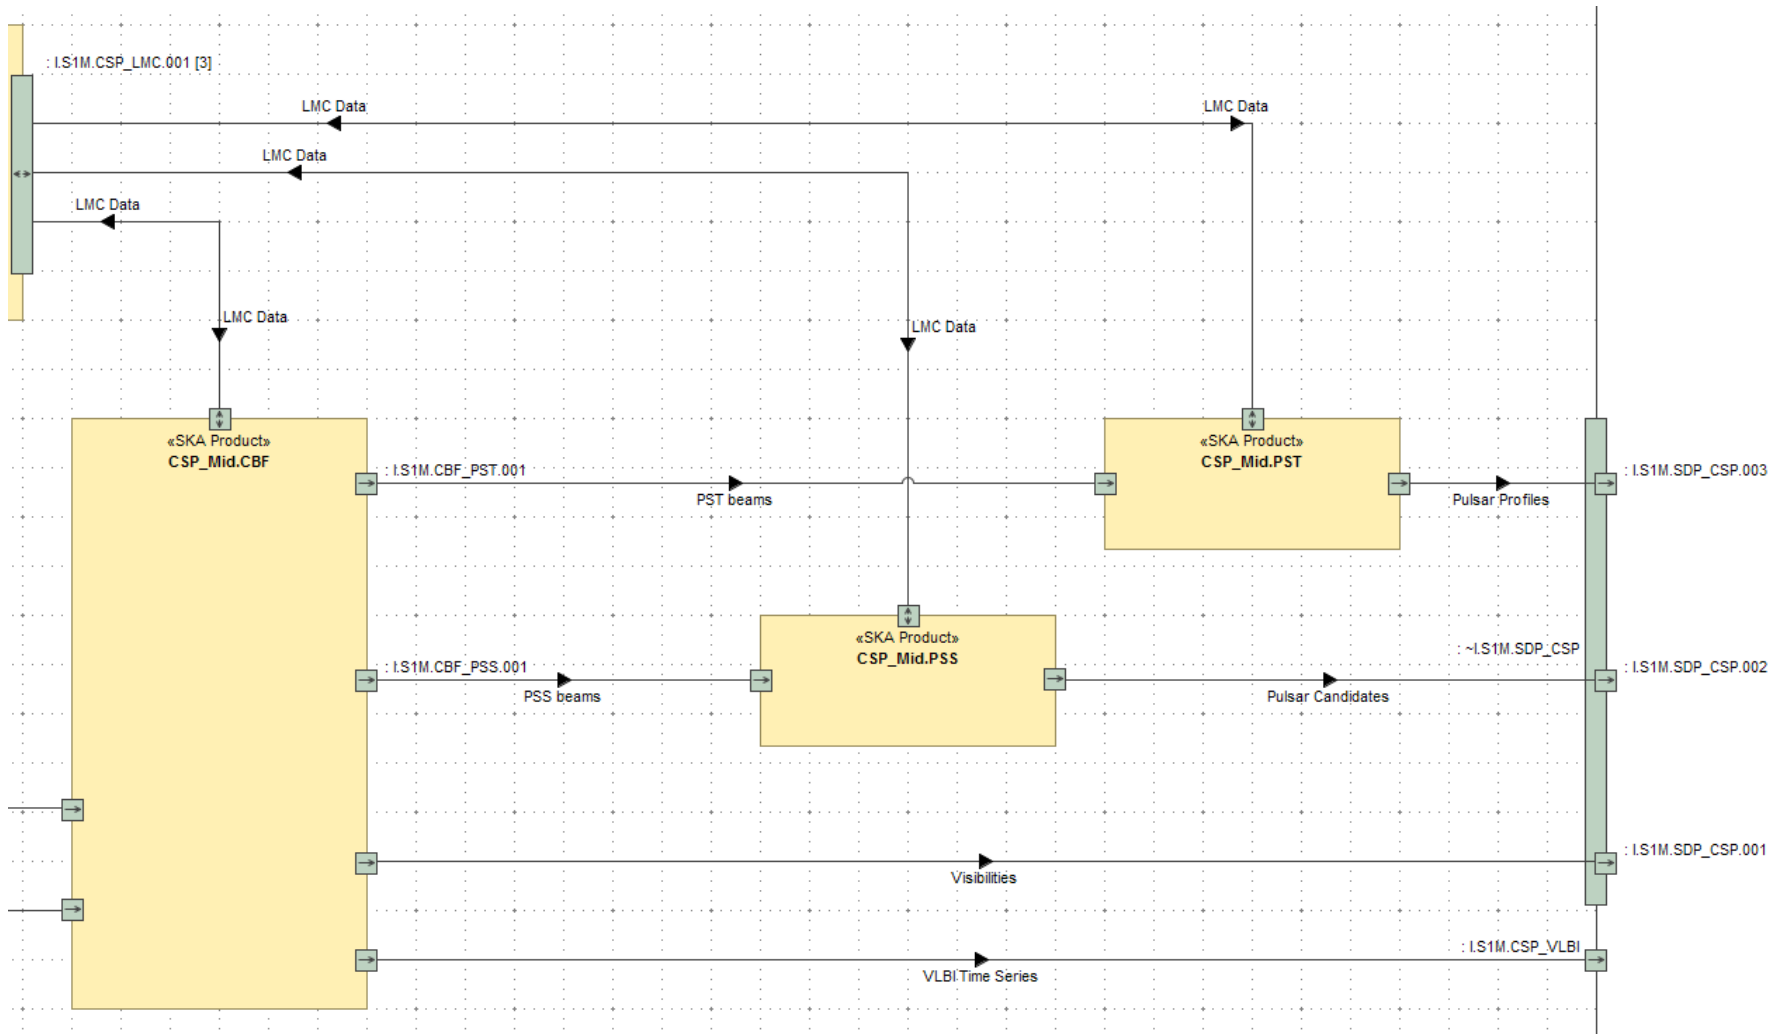 : I.S1M.CSP_LMC.001 [3]
LMC Data
LMC Data
LMC Data
LMC Data
LMC Data
LMC Data
«SKA Product»
CSP_Mid.CBF
«SKA Product»
CSP_Mid.PST
: I.S1M.CBF_PST.001
PST beams
Pulsar Profiles
: I.S1M.SDP_CSP.003
«SKA Product»
CSP_Mid.PSS
: ~I.S1M.SDP_CSP
: I.S1M.CBF_PSS.001
PSS beams
Pulsar Candidates
: I.S1M.SDP_CSP.002
Visibilities
: I.S1M.SDP_CSP.001
: I.S1M.CSP_VLBI
VLBI Time Series